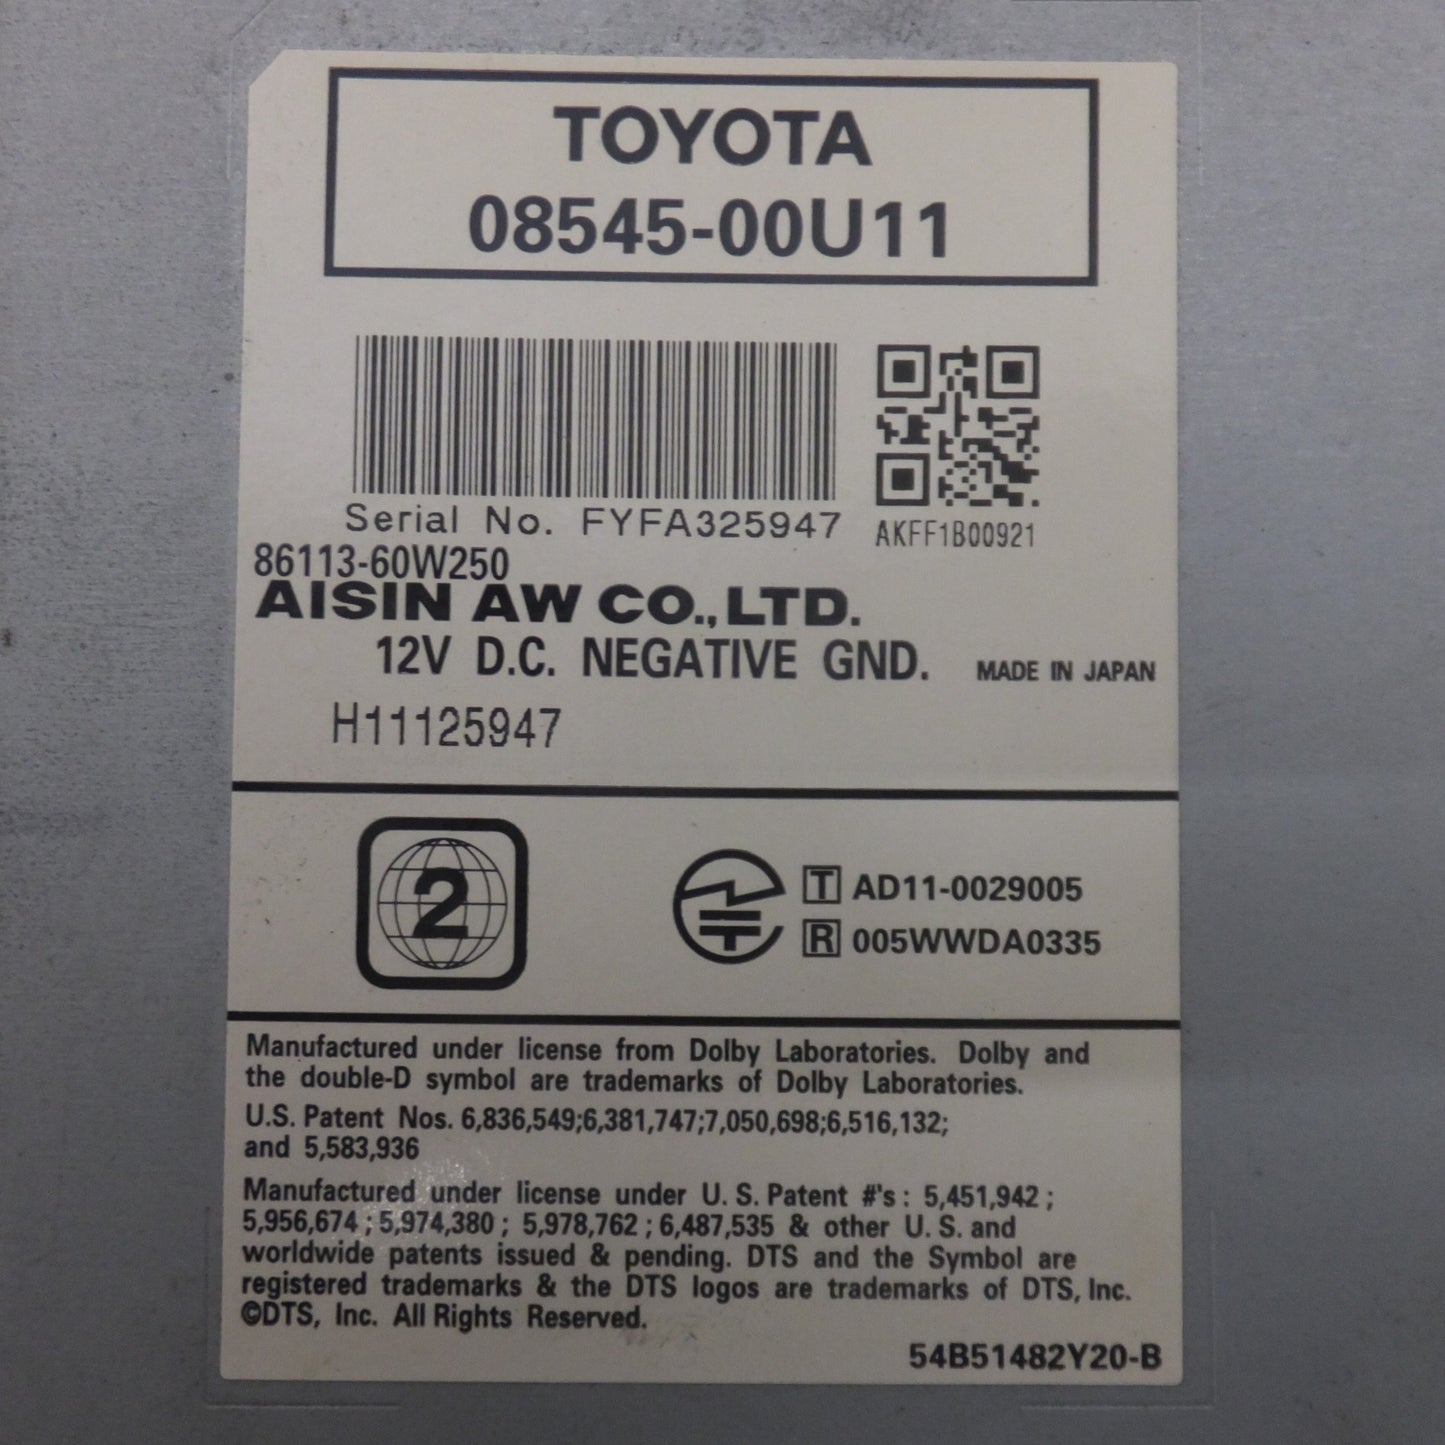 TOYOTA
08545-00U11
Serial No. FYFA325947
AKFF1B00921
86113-60W250
AISIN AW CO.,LTD.
12V D.C. NEGATIVE GND. MADE IN JAPAN
H11125947
2
T AD11-0029005
R 005WWDA0335
Manufactured under license from Dolby Laboratories. Dolby and
the double-D symbol are trademarks of Dolby Laboratories.
U.S. Patent Nos. 6,836,549;6,381,747;7,050,698;6,516,132;
and 5,583,936
Manufactured under license under U. S. Patent #'s : 5,451,942 ;
5,956,674 ; 5,974,380 ; 5,978,762 ; 6,487,535 & other U. S. and
worldwide patents issued & pending. DTS and the Symbol are
registered trademarks & the DTS logos are trademarks of DTS, Inc.
©DTS, Inc. All Rights Reserved.
54B51482Y20-B